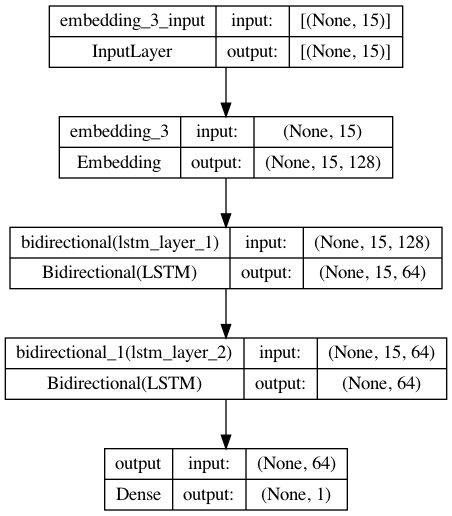 embedding_3_input input: [(None, 15)]
InputLayer output: [(None, 15)]
embedding_3 input: (None, 15)
Embedding output: (None, 15, 128)
bidirectional(lstm_layer_1) input: (None, 15, 128)
Bidirectional(LSTM) output: (None, 15, 64)
bidirectional_1(lstm_layer_2) input: (None, 15, 64)
Bidirectional(LSTM) output: (None, 64)
output input: (None, 64)
Dense output: (None, 1)